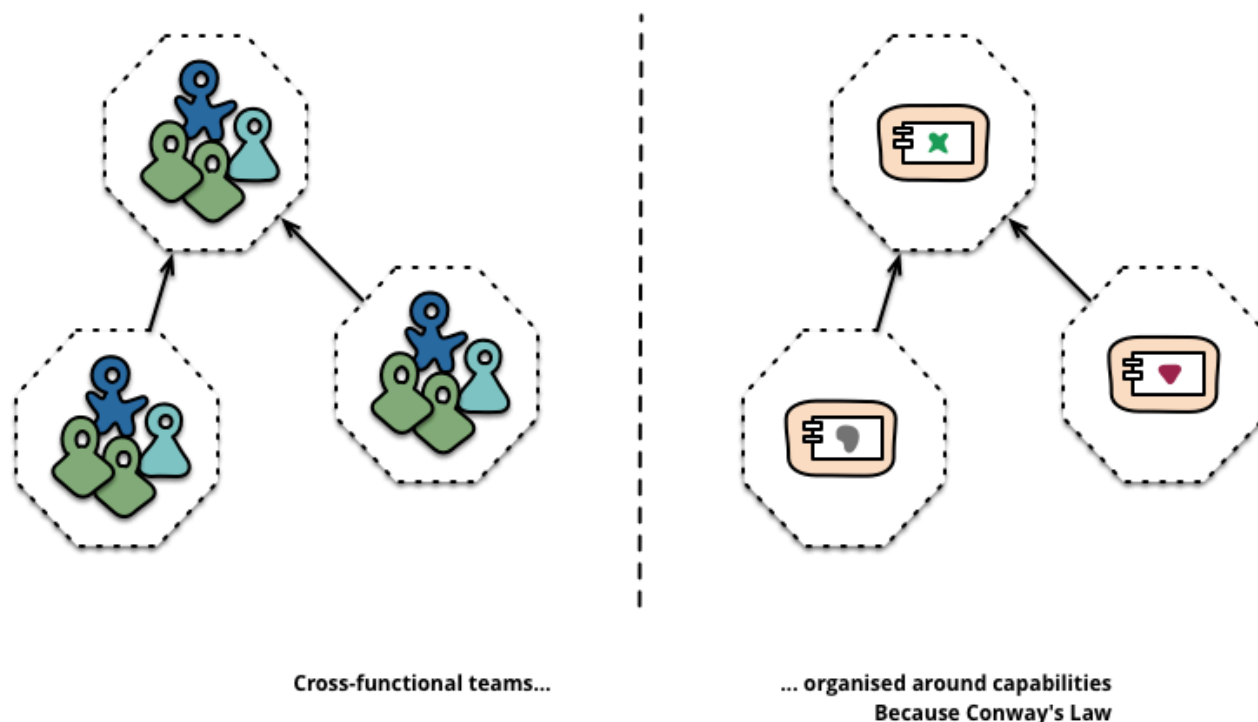 Cross-functional teams...
... organised around capabilities
Because Conway's Law